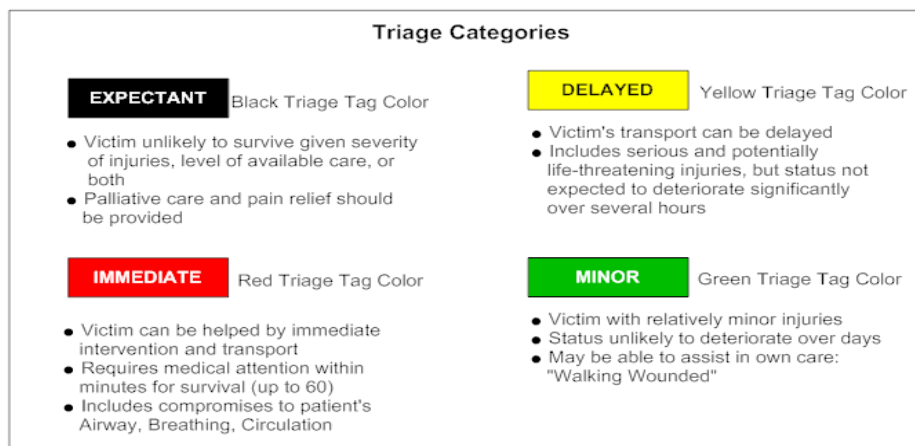 Triage Categories
EXPECTANT Black Triage Tag Color
● Victim unlikely to survive given severity
of injuries, level of available care, or
both
● Palliative care and pain relief should
be provided
DELAYED Yellow Triage Tag Color
● Victim's transport can be delayed
● Includes serious and potentially
life-threatening injuries, but status not
expected to deteriorate significantly
over several hours
IMMEDIATE Red Triage Tag Color
● Victim can be helped by immediate
intervention and transport
● Requires medical attention within
minutes for survival (up to 60)
● Includes compromises to patient's
Airway, Breathing, Circulation
MINOR Green Triage Tag Color
● Victim with relatively minor injuries
● Status unlikely to deteriorate over days
● May be able to assist in own care:
"Walking Wounded"